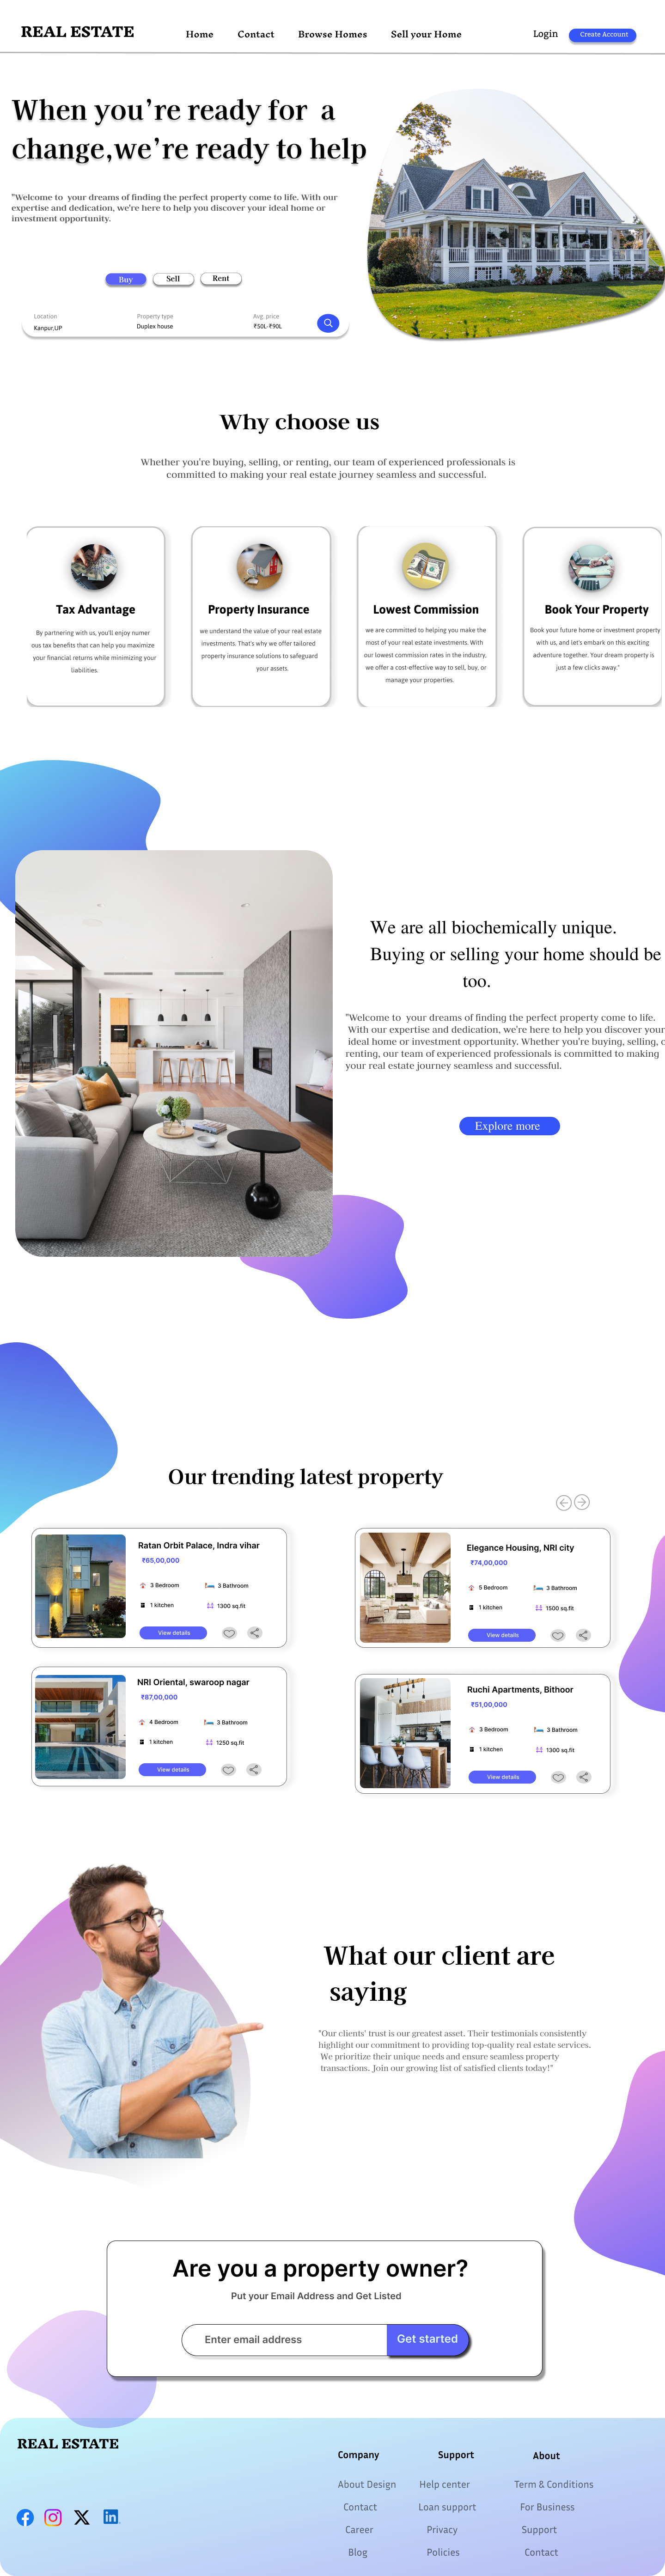 REAL ESTATE
Home Contact Browse Homes Sell your Home
Login Create Account
When you're ready for a
change,we're ready to help
"Welcome to your dreams of finding the perfect property come to life. With our
expertise and dedication, we're here to help you discover your ideal home or
investment opportunity.
Buy Sell Rent
Location Property type Avg. price
Kanpur,UP Duplex house ₹50L-₹90L
Why choose us
Whether you're buying, selling, or renting, our team of experienced professionals is
committed to making your real estate journey seamless and successful.
Tax Advantage
By partnering with us, you'll enjoy numer
ous tax benefits that can help you maximize
your financial returns while minimizing your
liabilities.
Property Insurance
we understand the value of your real estate
investments. That's why we offer tailored
property insurance solutions to safeguard
your assets.
Lowest Commission
we are committed to helping you make the
most of your real estate investments. With
our lowest commission rates in the industry,
we offer a cost-effective way to sell, buy, or
manage your properties.
Book Your Property
Book your future home or investment property
with us, and let's embark on this exciting
adventure together. Your dream property is
just a few clicks away."
We are all biochemically unique.
Buying or selling your home should be
too.
"Welcome to your dreams of finding the perfect property come to life.
With our expertise and dedication, we're here to help you discover your
ideal home or investment opportunity. Whether you're buying, selling, o
renting, our team of experienced professionals is committed to making
your real estate journey seamless and successful.
Explore more
Our trending latest property
Ratan Orbit Palace, Indra vihar
₹65,00,000
3 Bedroom 3 Bathroom
1 kitchen 1300 sq.fit
View details
Elegance Housing, NRI city
₹74,00,000
5 Bedroom 3 Bathroom
1 kitchen 1500 sq.fit
View details
NRI Oriental, swaroop nagar
₹87,00,000
4 Bedroom 3 Bathroom
1 kitchen 1250 sq.fit
View details
Ruchi Apartments, Bithoor
₹51,00,000
3 Bedroom 3 Bathroom
1 kitchen 1300 sq.fit
View details
What our client are
saying
"Our clients' trust is our greatest asset. Their testimonials consistently
highlight our commitment to providing top-quality real estate services.
We prioritize their unique needs and ensure seamless property
transactions. Join our growing list of satisfied clients today!"
Are you a property owner?
Put your Email Address and Get Listed
Enter email address Get started
REAL ESTATE
Company Support About
About Design Help center Term & Conditions
Contact Loan support For Business
Career Privacy Support
Blog Policies Contact